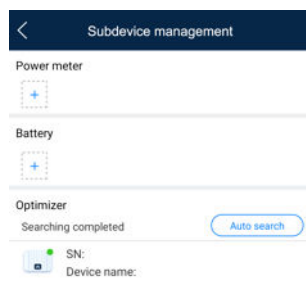 Subdevice management
Power meter
+
Battery
+
Optimizer
Searching completed
Auto search
SN:
Device name: